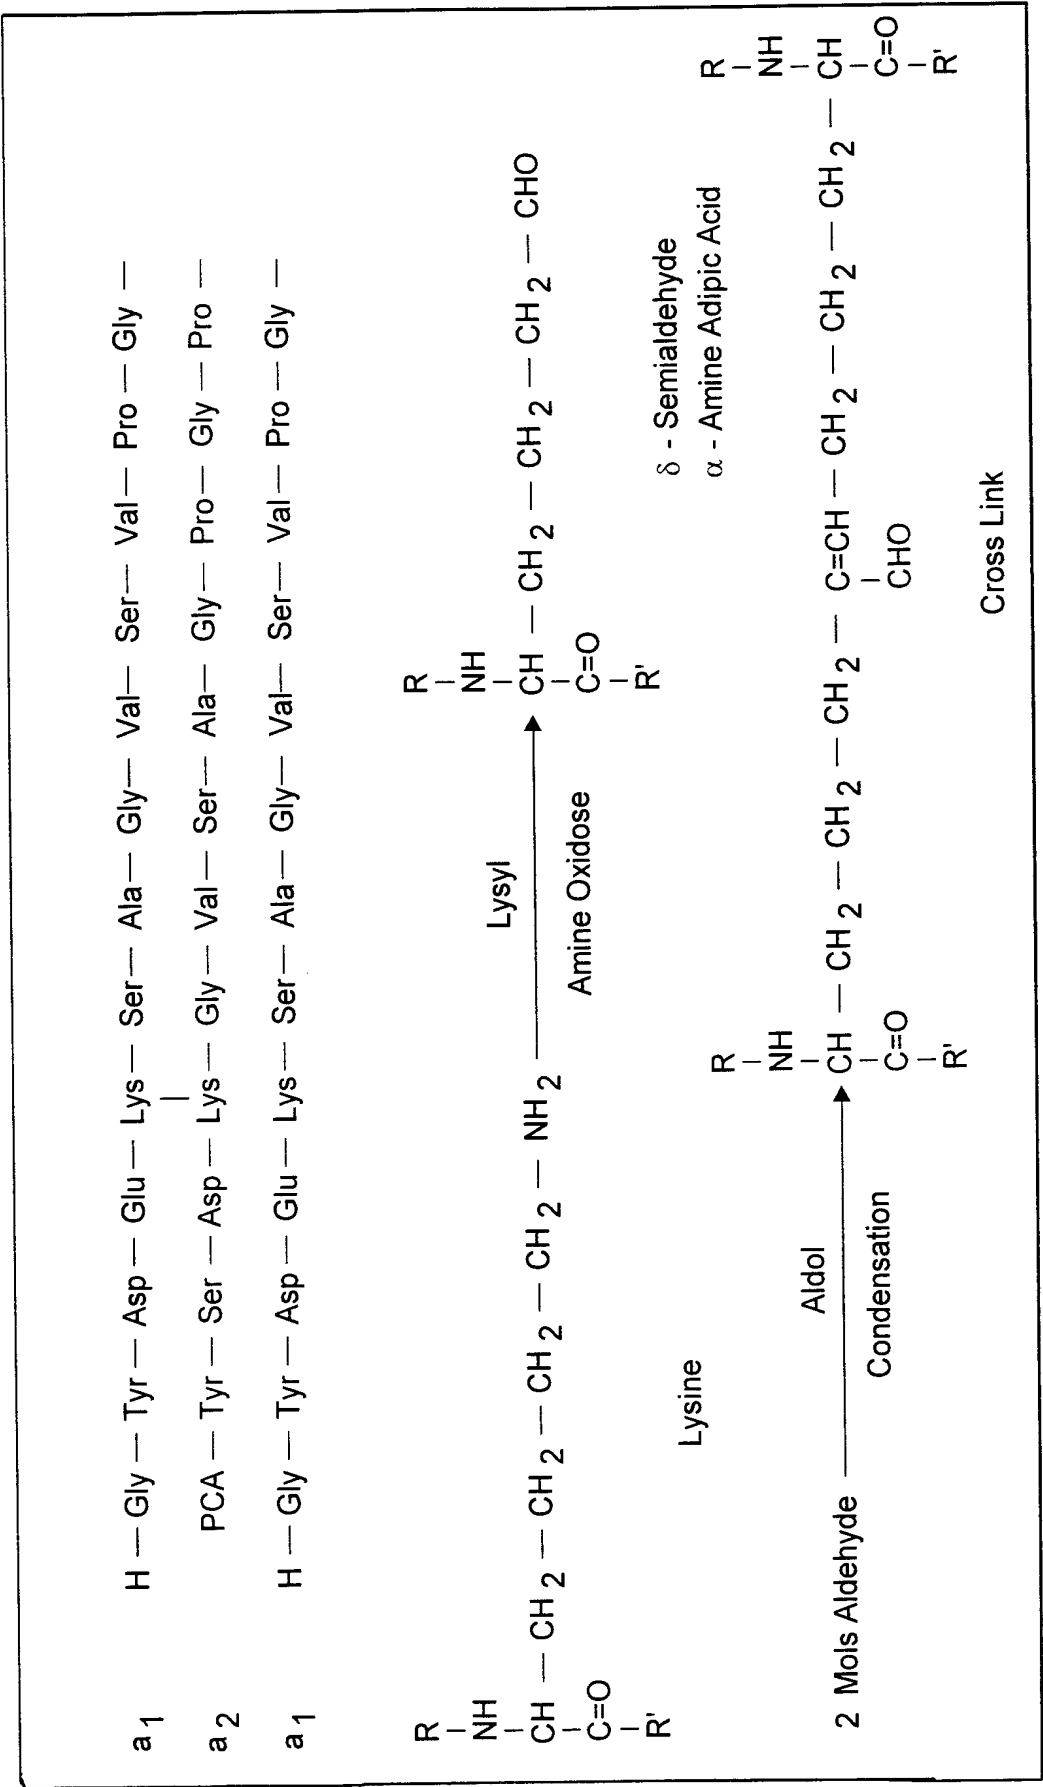 a1 H — Gly — Tyr — Asp — Glu — Lys — Ser — Ala — Gly — Val — Ser — Val — Pro — Gly —
|
a2 PCA — Tyr — Ser — Asp — Lys — Gly — Val — Ser — Ala — Gly — Pro — Gly — Pro —
a1 H — Gly — Tyr — Asp — Glu — Lys — Ser — Ala — Gly — Val — Ser — Val — Pro — Gly —
R
|
NH
|
CH — CH2 — CH2 — CH2 — CH2 — NH2
|
C=O
|
R'
Lysine
Lysyl
Amine Oxidose
R
|
NH
|
CH — CH2 — CH2 — CH2 — CHO
|
C=O
|
R'
δ - Semialdehyde
α - Amine Adipic Acid
2 Mols Aldehyde
Aldol
Condensation
R
|
NH
|
CH — CH2 — CH2 — CH2 — C=CH — CH2 — CH2 — CH2 — CH
|
C=O
|
R'
|
CHO
R
|
NH
|
C=O
|
R'
Cross Link